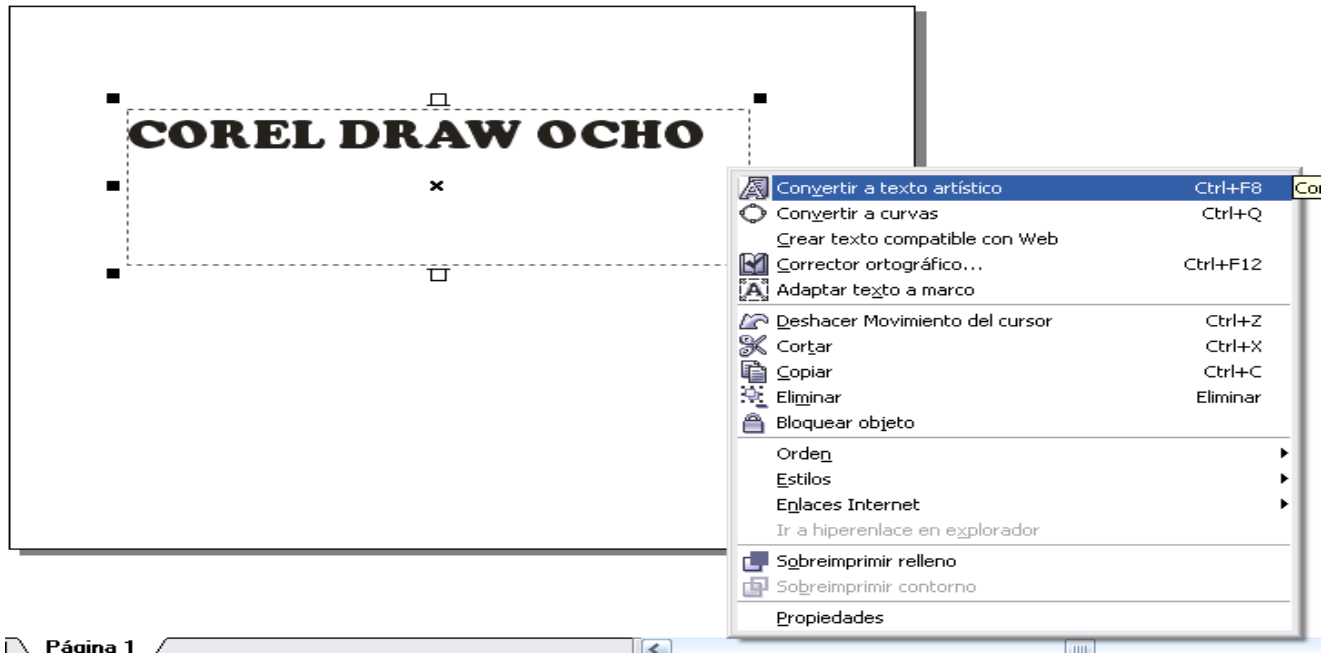 COREL DRAW OCHO
Convertir a texto artístico Ctrl+F8
Convertir a curvas Ctrl+Q
Crear texto compatible con Web
Corrector ortográfico... Ctrl+F12
Adaptar texto a marco
Deshacer Movimiento del cursor Ctrl+Z
Cortar Ctrl+X
Copiar Ctrl+C
Eliminar Eliminar
Bloquear objeto
Orden
Estilos
Enlaces Internet
Ir a hiperenlace en explorador
Sobreimprimir relleno
Sobreimprimir contorno
Propiedades
Página 1